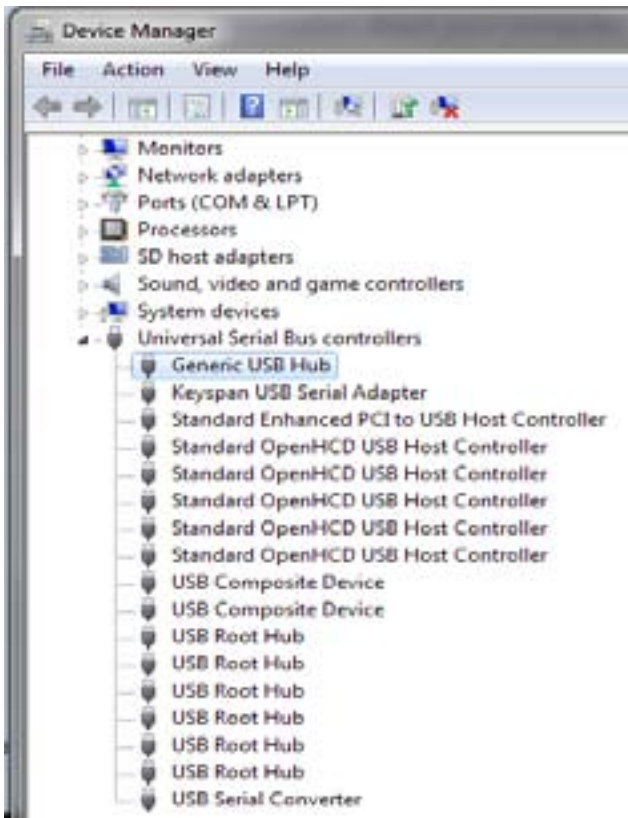 Device Manager
File Action View Help
Monitors
Network adapters
Ports (COM & LPT)
Processors
SD host adapters
Sound, video and game controllers
System devices
Universal Serial Bus controllers
Generic USB Hub
Keyspan USB Serial Adapter
Standard Enhanced PCI to USB Host Controller
Standard OpenHCD USB Host Controller
Standard OpenHCD USB Host Controller
Standard OpenHCD USB Host Controller
Standard OpenHCD USB Host Controller
Standard OpenHCD USB Host Controller
USB Composite Device
USB Composite Device
USB Root Hub
USB Root Hub
USB Root Hub
USB Root Hub
USB Root Hub
USB Root Hub
USB Serial Converter